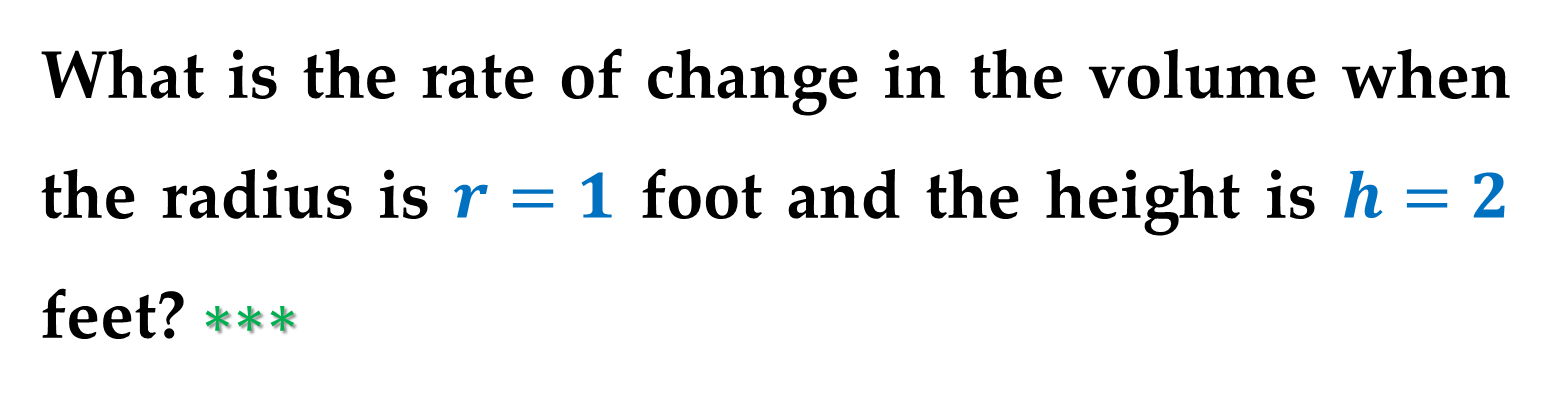 What is the rate of change in the volume when
the radius is r = 1 foot and the height is h = 2
feet? ***